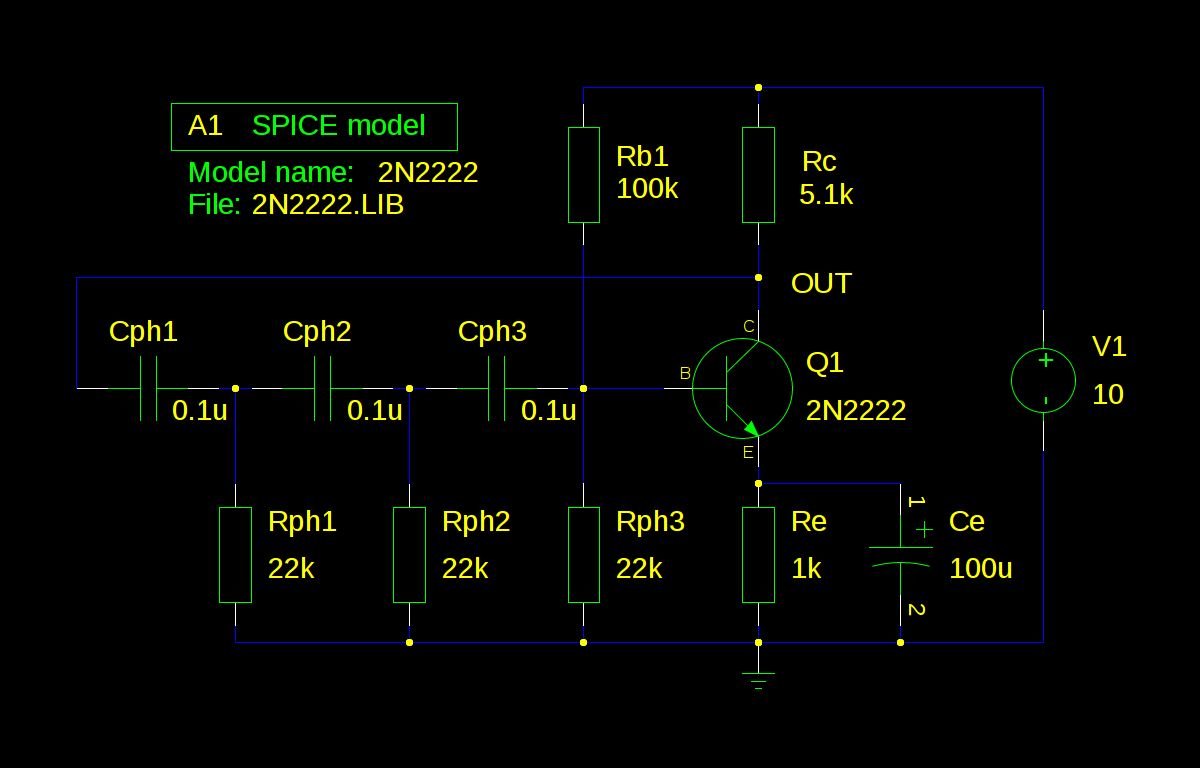 A1 SPICE model
Model name: 2N2222
File: 2N2222.LIB
Rb1
100k
Rc
5.1k
OUT
Cph1
0.1u
Cph2
0.1u
Cph3
0.1u
C
B
E
Q1
2N2222
V1
10
+
-
Rph1
22k
Rph2
22k
Rph3
22k
Re
1k
1
+
2
Ce
100u